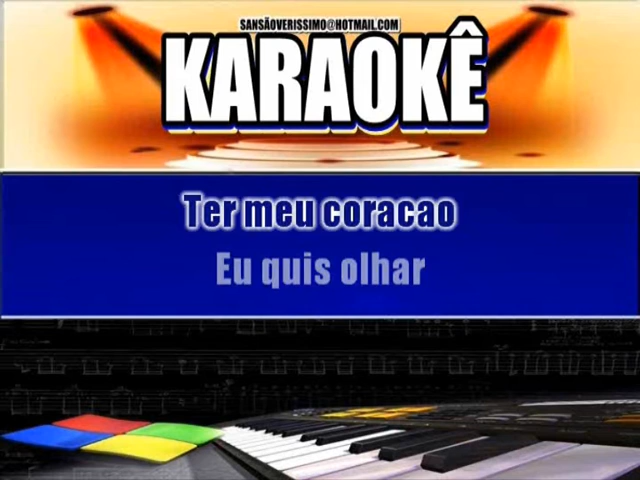 SANSÃOVERISSIMO@HOTMAIL.COM
KARAOKÊ
Ter meu coracao
Eu quis olhar